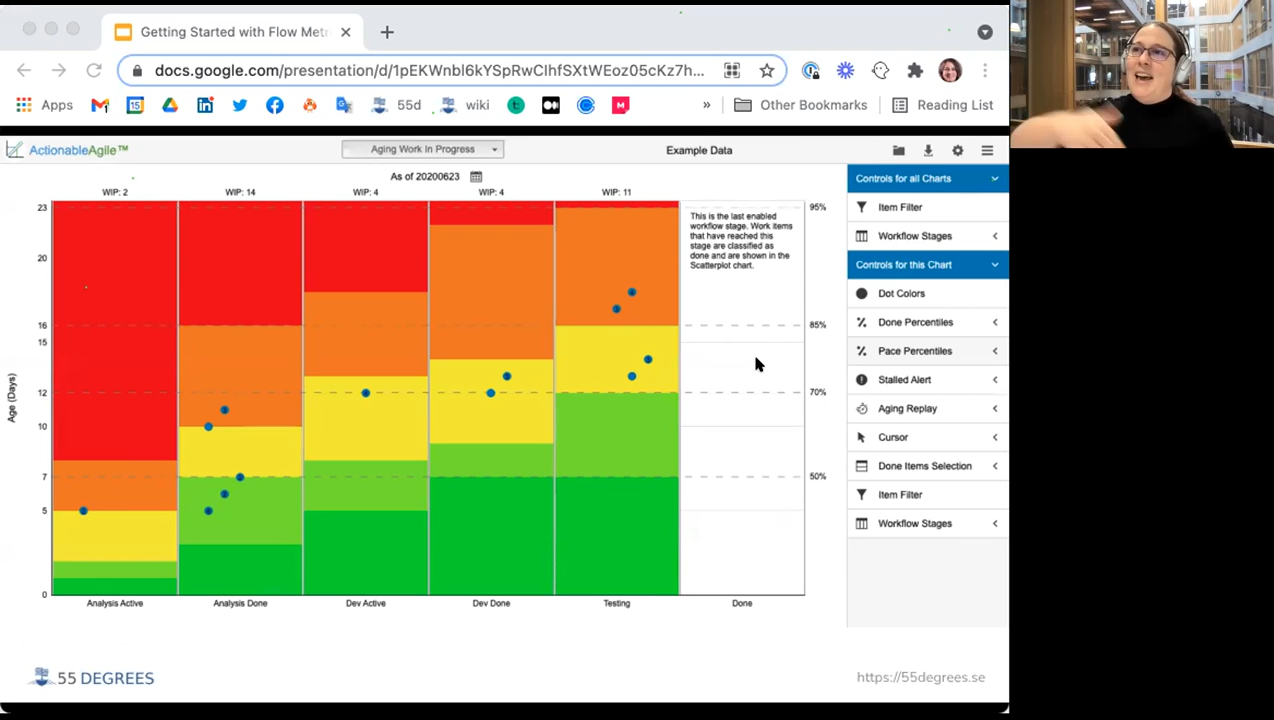 Getting Started with Flow Metr
docs.google.com/presentation/d/1pEKWnbl6kYSpRwClhfSXtWEoz05cKz7h...
Apps
55d
wiki
»
Other Bookmarks
Reading List
ActionableAgile™
Aging Work In Progress
Example Data
As of 20200623
WIP: 2
WIP: 14
WIP: 4
WIP: 4
WIP: 11
Age (Days)
23
20
16
15
12
10
7
5
0
95%
85%
70%
50%
This is the last enabled
workflow stage. Work items
that have reached this
stage are classified as
done and are shown in the
Scatterplot chart.
Analysis Active
Analysis Done
Dev Active
Dev Done
Testing
Done
Controls for all Charts
Item Filter
Workflow Stages
Controls for this Chart
Dot Colors
Done Percentiles
Pace Percentiles
Stalled Alert
Aging Replay
Cursor
Done Items Selection
Item Filter
Workflow Stages
55 DEGREES
https://55degrees.se